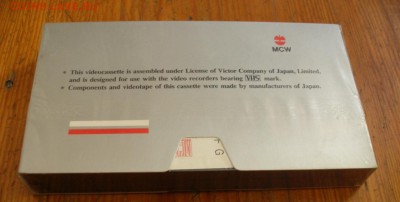 MCW
• This videocassette is assembled under License of Victor Company of Japan, Limited,
and is designed for use with the video recorders bearing VHS mark.
• Components and videotape of this cassette were made by manufacturers of Japan.
F G